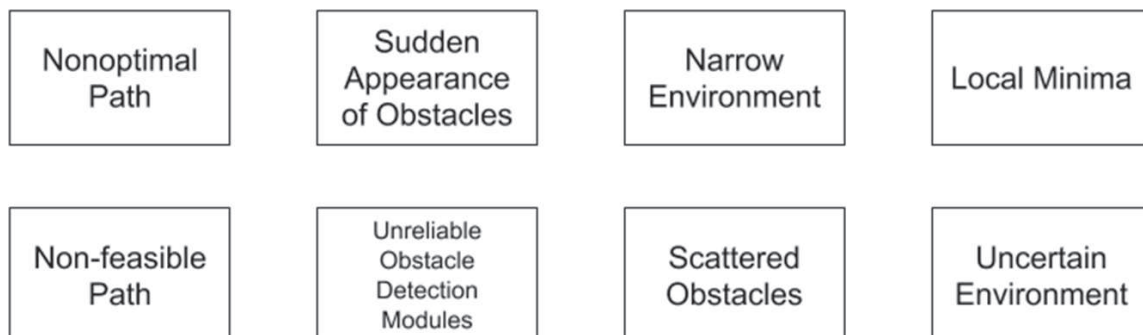 Nonoptimal
Path
Sudden
Appearance
of Obstacles
Narrow
Environment
Local Minima
Non-feasible
Path
Unreliable
Obstacle
Detection
Modules
Scattered
Obstacles
Uncertain
Environment